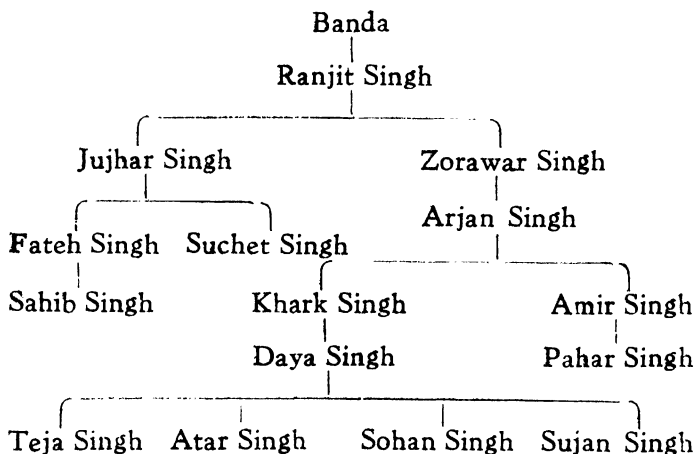 Banda
Ranjit Singh
Jujhar Singh Zorawar Singh
Arjan Singh
Fateh Singh Suchet Singh
Sahib Singh Khark Singh Amir Singh
Daya Singh Pahar Singh
Teja Singh Atar Singh Sohan Singh Sujan Singh